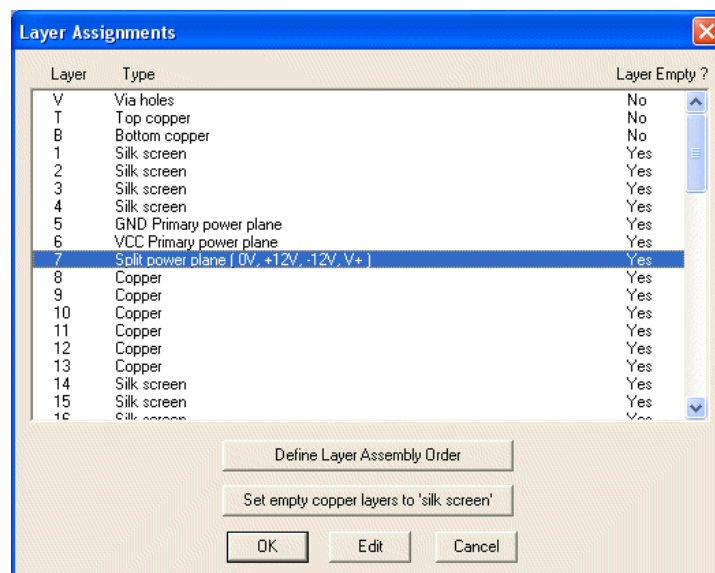 Layer Assignments
Layer Type Layer Empty ?
V Via holes No
T Top copper No
B Bottom copper No
1 Silk screen Yes
2 Silk screen Yes
3 Silk screen Yes
4 Silk screen Yes
5 GND Primary power plane Yes
6 VCC Primary power plane Yes
7 Split power plane ( 0V, +12V, -12V, V+ ) Yes
8 Copper Yes
9 Copper Yes
10 Copper Yes
11 Copper Yes
12 Copper Yes
13 Copper Yes
14 Silk screen Yes
15 Silk screen Yes
16 Silk screen Yes
Define Layer Assembly Order
Set empty copper layers to 'silk screen'
OK Edit Cancel